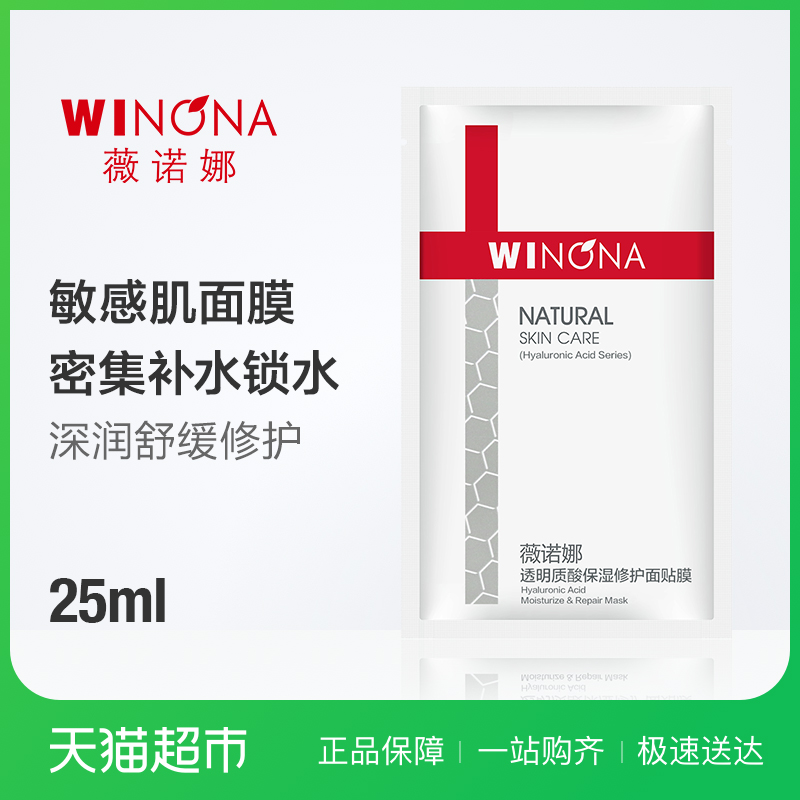 WINONA
薇诺娜
敏感肌面膜
密集补水锁水
深润舒缓修护
25ml
WINONA
NATURAL
SKIN CARE
(Hyaluronic Acid Series)
薇诺娜
透明质酸保湿修护面贴膜
Hyaluronic Acid
Moisturize & Repair Mask
天猫超市
正品保障 | 一站购齐 | 极速送达